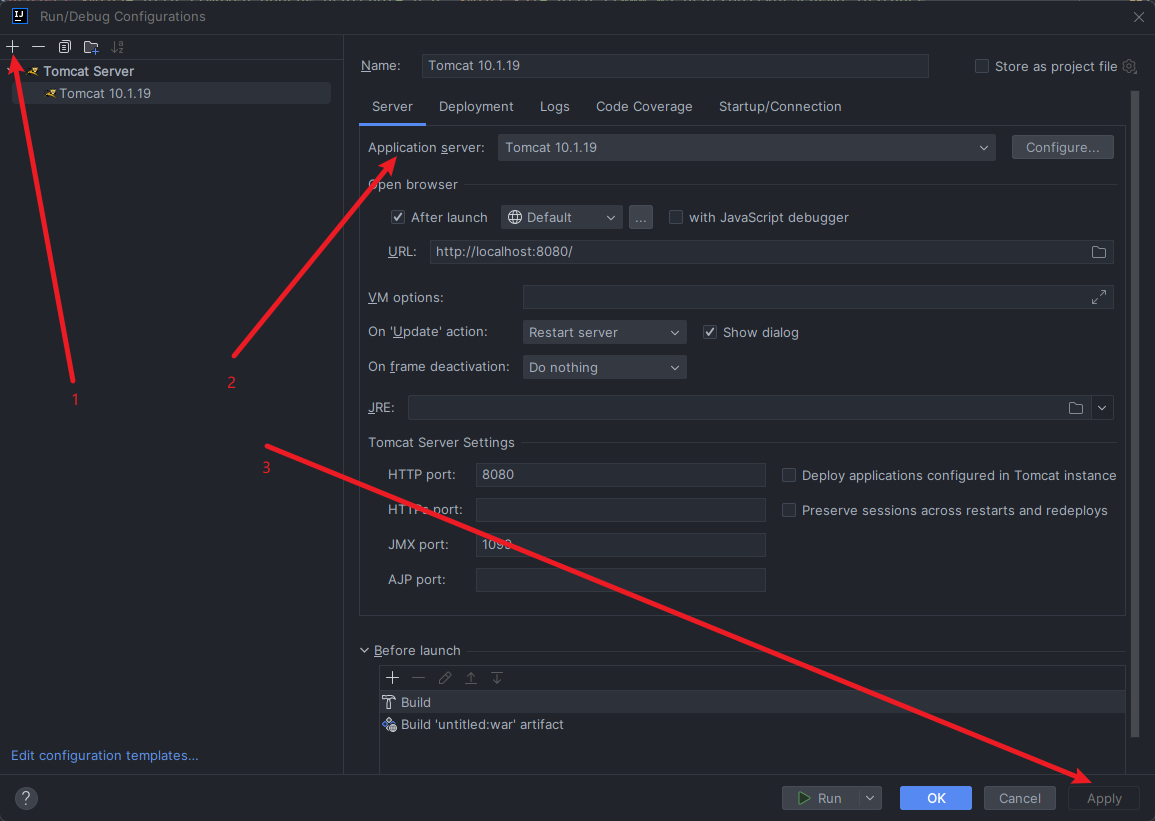 Run/Debug Configurations
Tomcat Server
Tomcat 10.1.19
Name: Tomcat 10.1.19 Store as project file
Server Deployment Logs Code Coverage Startup/Connection
Application server: Tomcat 10.1.19 Configure...
Open browser
After launch Default ... with JavaScript debugger
URL: http://localhost:8080/
VM options:
On 'Update' action: Restart server Show dialog
On frame deactivation: Do nothing
JRE:
Tomcat Server Settings
HTTP port: 8080 Deploy applications configured in Tomcat instance
HTTPs port: Preserve sessions across restarts and redeploys
JMX port: 1099
AJP port:
1
2
3
Before launch
Build
Build 'untitled:war' artifact
Edit configuration templates...
? Run OK Cancel Apply